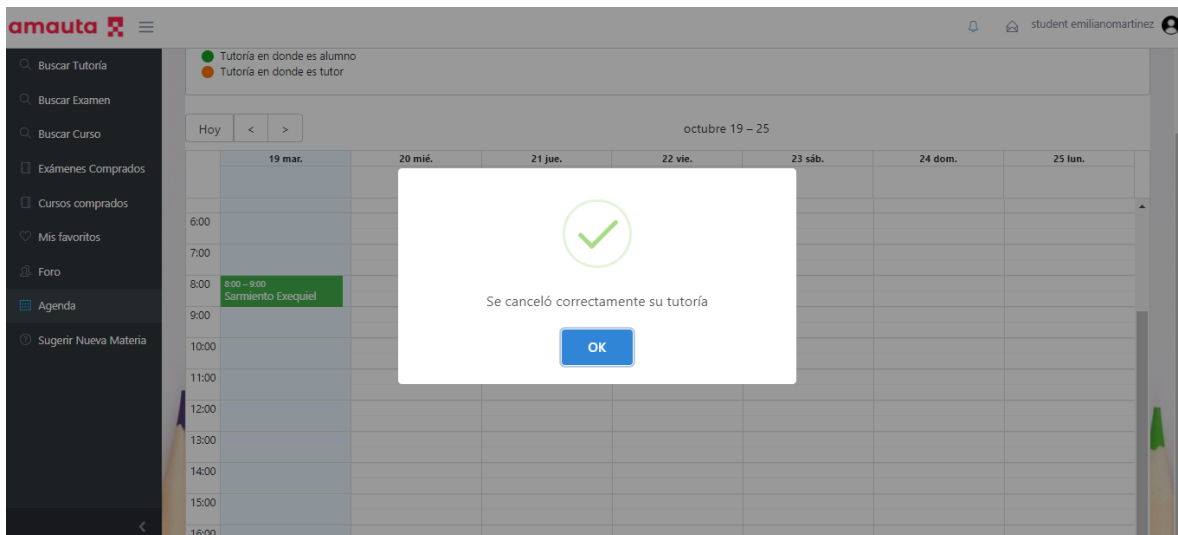 amauta
student emilianomartinez
Buscar Tutoría
Buscar Examen
Buscar Curso
Exámenes Comprados
Cursos comprados
Mis favoritos
Foro
Agenda
Sugerir Nueva Materia
Tutoría en donde es alumno
Tutoría en donde es tutor
Hoy < > octubre 19 – 25
19 mar. 20 mié. 21 jue. 22 vie. 23 sáb. 24 dom. 25 lun.
6:00
7:00
8:00 8:00 – 9:00
Sarmiento Exequiel
9:00
10:00
11:00
12:00
13:00
14:00
15:00
16:00
Se canceló correctamente su tutoría
OK